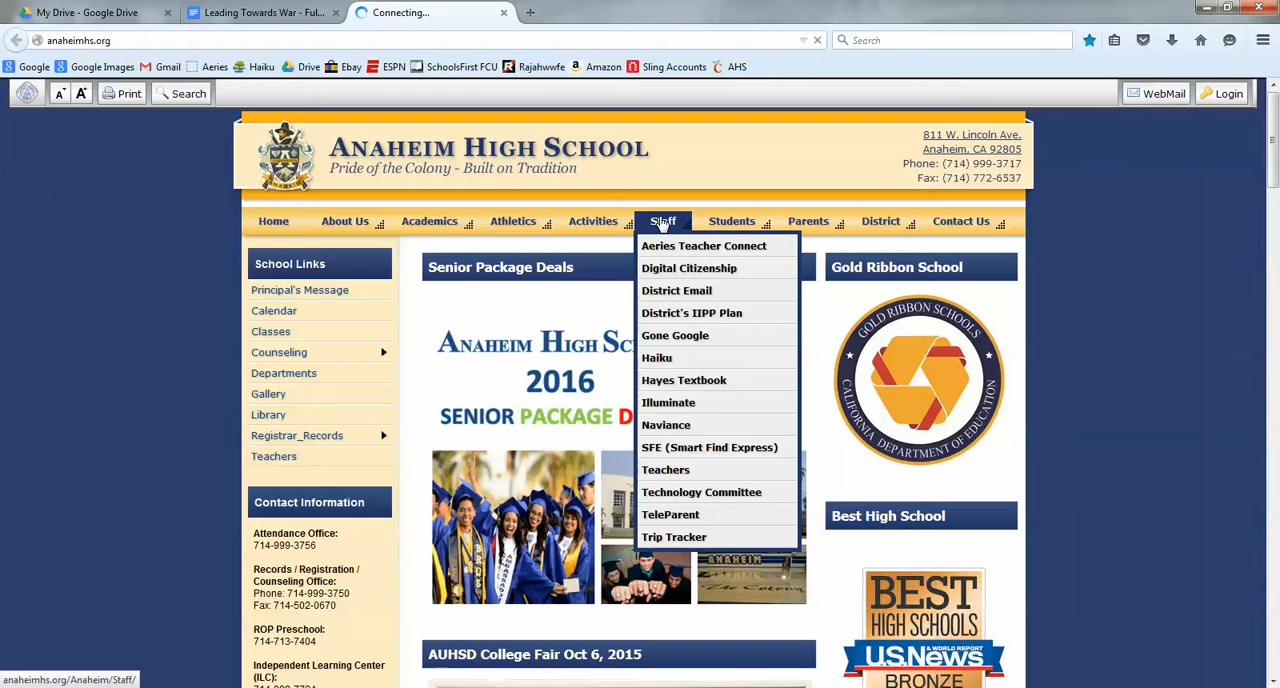 My Drive - Google Drive
Leading Towards War - Ful...
Connecting...
anaheimhs.org
Search
Google
Google Images
Gmail
Aeries
Haiku
Drive
Ebay
ESPN
SchoolsFirst FCU
Rajahwwfe
Amazon
Sling Accounts
AHS
A
A
Print
Search
WebMail
Login
ANAHEIM HIGH SCHOOL
Pride of the Colony - Built on Tradition
811 W. Lincoln Ave.
Anaheim, CA 92805
Phone: (714) 999-3717
Fax: (714) 772-6537
Home
About Us
Academics
Athletics
Activities
Staff
Students
Parents
District
Contact Us
School Links
Principal's Message
Calendar
Classes
Counseling
Departments
Gallery
Library
Registrar_Records
Teachers
Contact Information
Attendance Office:
714-999-3756
Records / Registration /
Counseling Office:
Phone: 714-999-3750
Fax: 714-502-0670
ROP Preschool:
714-713-7404
Independent Learning Center
(ILC):
Senior Package Deals
ANAHEIM HIGH SC
2016
SENIOR PACKAGE D
ANAHEIM
The Colony
AUHSD College Fair Oct 6, 2015
Aeries Teacher Connect
Digital Citizenship
District Email
District's IIPP Plan
Gone Google
Haiku
Hayes Textbook
Illuminate
Naviance
SFE (Smart Find Express)
Teachers
Technology Committee
TeleParent
Trip Tracker
Gold Ribbon School
GOLD RIBBON SCHOOLS
CALIFORNIA DEPARTMENT OF EDUCATION
Best High School
BEST
HIGH SCHOOLS
U.S.News
& WORLD REPORT
BRONZE
anaheimhs.org/Anaheim/Staff/